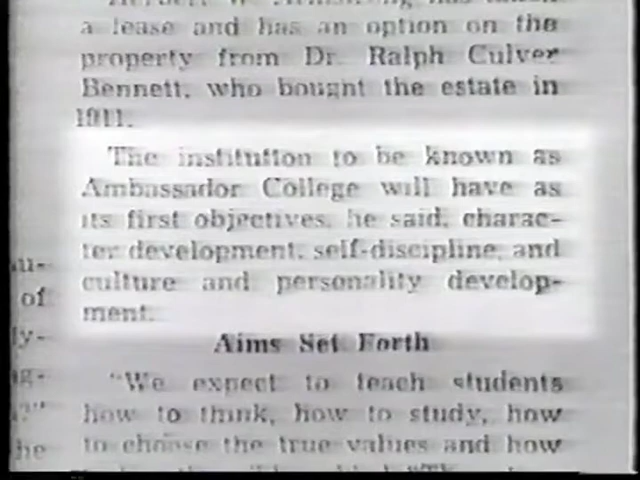 a lease and has an option on the
property from Dr. Ralph Culver
Bennett, who bought the estate in
1911.
The institution to be known as
Ambassador College will have as
its first objectives, he said, charac-
ter development, self-discipline, and
culture and personality develop-
ment.
Aims Set Forth
"We expect to teach students
how to think, how to study, how
to choose the true values and how
u-
of
ly-
ng-
?"
he